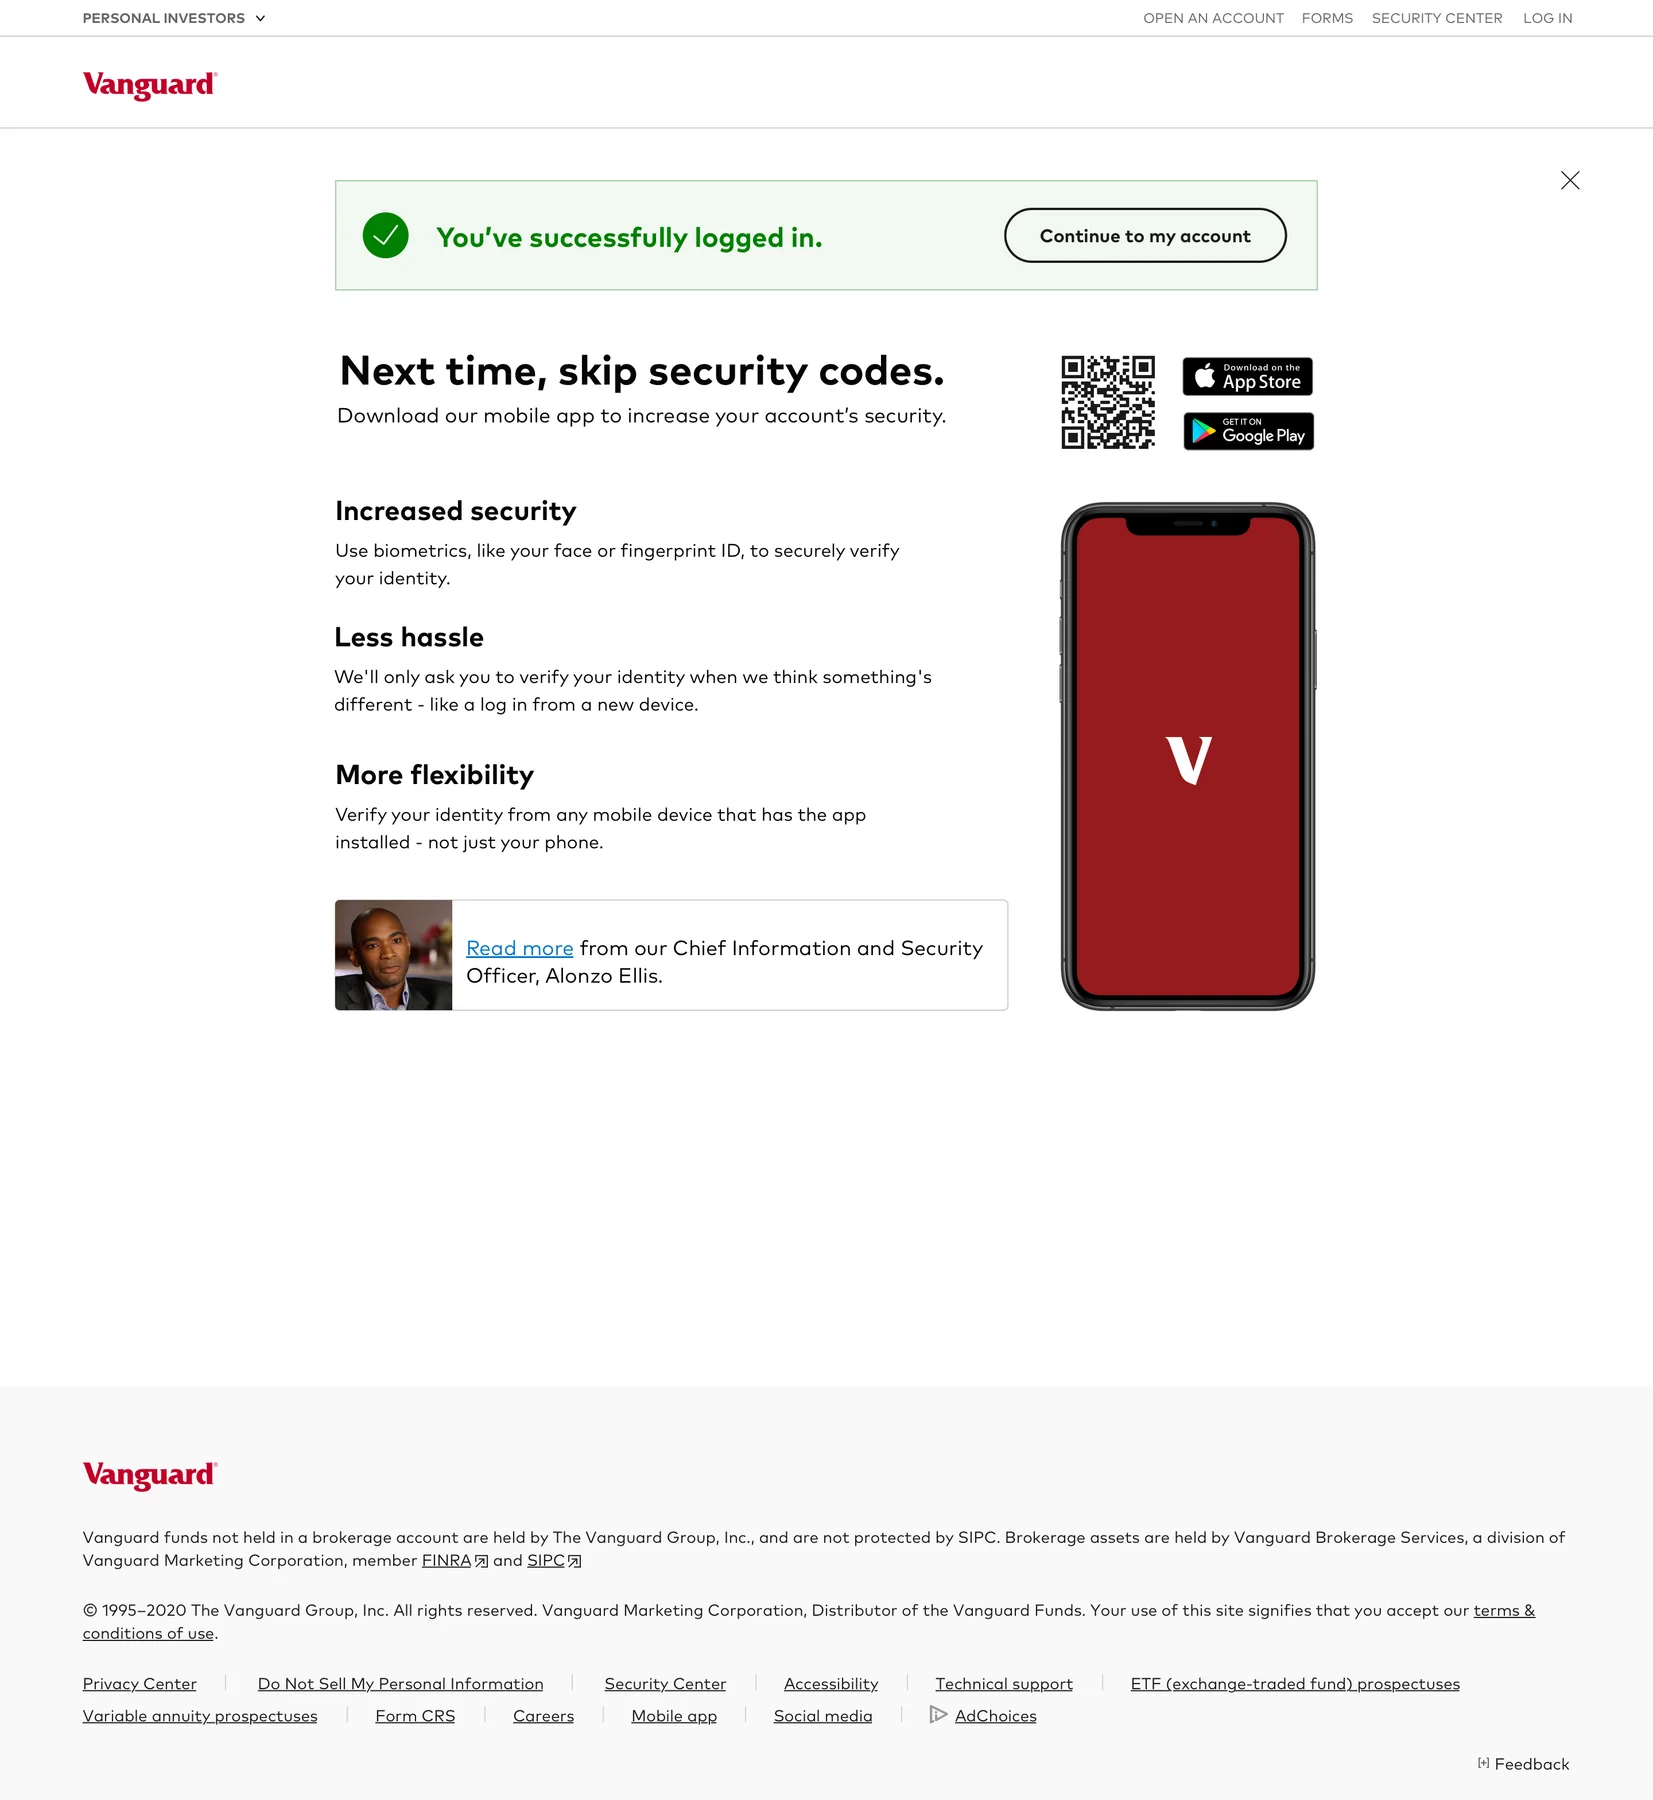 PERSONAL INVESTORS
OPEN AN ACCOUNT FORMS SECURITY CENTER LOG IN
Vanguard®
You’ve successfully logged in.
Continue to my account
Next time, skip security codes.
Download our mobile app to increase your account’s security.
Download on the
App Store
GET IT ON
Google Play
Increased security
Use biometrics, like your face or fingerprint ID, to securely verify
your identity.
Less hassle
We'll only ask you to verify your identity when we think something's
different - like a log in from a new device.
More flexibility
Verify your identity from any mobile device that has the app
installed - not just your phone.
V
Read more from our Chief Information and Security
Officer, Alonzo Ellis.
Vanguard®
Vanguard funds not held in a brokerage account are held by The Vanguard Group, Inc., and are not protected by SIPC. Brokerage assets are held by Vanguard Brokerage Services, a division of
Vanguard Marketing Corporation, member FINRA and SIPC
© 1995–2020 The Vanguard Group, Inc. All rights reserved. Vanguard Marketing Corporation, Distributor of the Vanguard Funds. Your use of this site signifies that you accept our terms &
conditions of use.
Privacy Center Do Not Sell My Personal Information Security Center Accessibility Technical support ETF (exchange-traded fund) prospectuses
Variable annuity prospectuses Form CRS Careers Mobile app Social media AdChoices
[+] Feedback